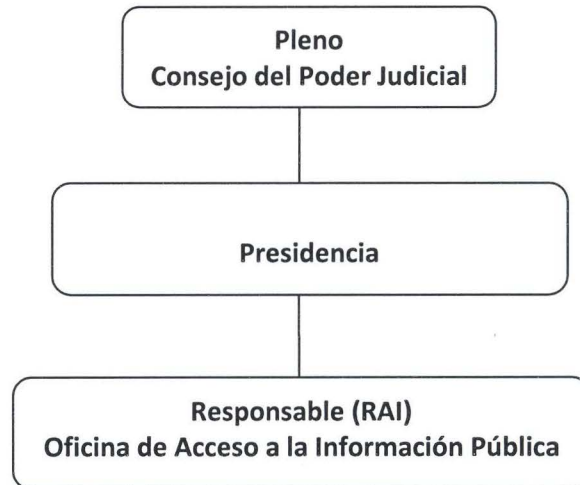 Pleno
Consejo del Poder Judicial
Presidencia
Responsable (RAI)
Oficina de Acceso a la Información Pública